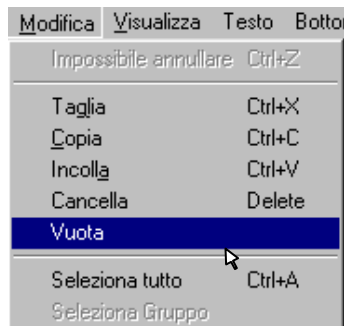 Modifica Visualizza Testo Botto
Impossibile annullare Ctrl+Z
Taglia Ctrl+X
Copia Ctrl+C
Incolla Ctrl+V
Cancella Delete
Vuota
Seleziona tutto Ctrl+A
Seleziona Gruppo